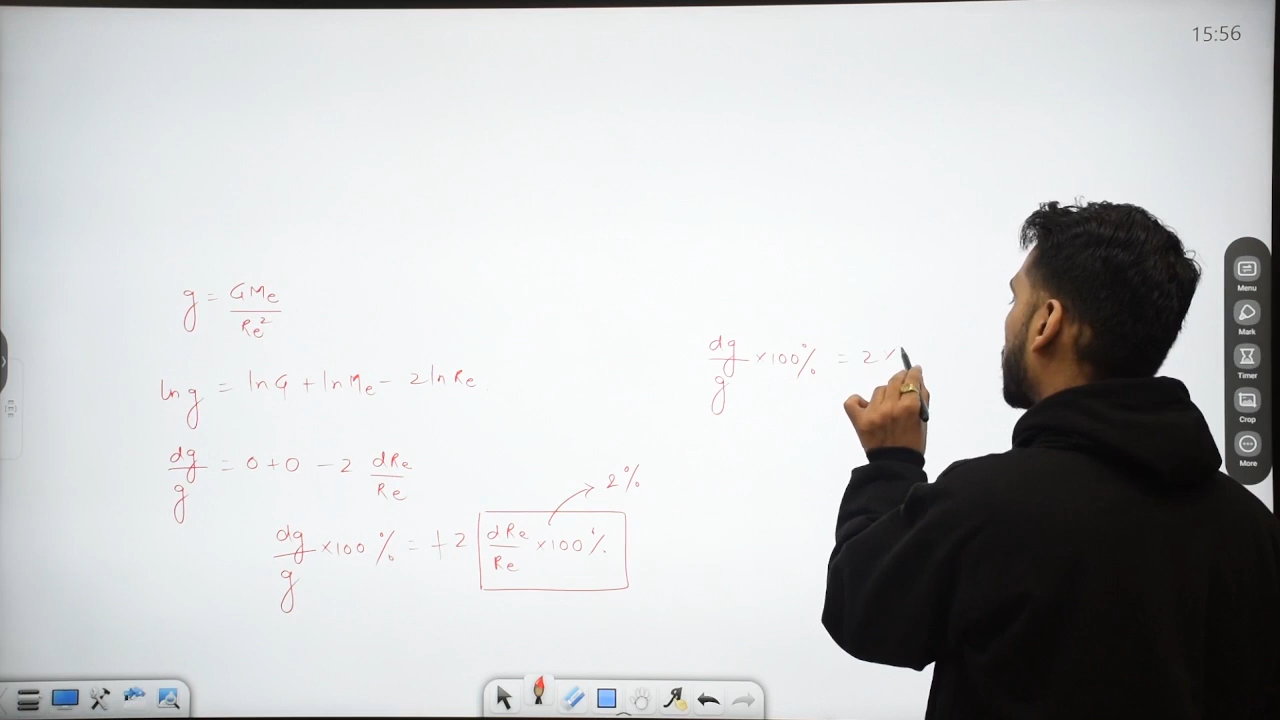 15:56
g = GMe/Re²
ln g = ln G + ln Me - 2 ln Re
dg/g = 0 + 0 - 2 dRe/Re
2%
dg/g × 100% = +2 dRe/Re × 100%
dg/g × 100% = 2 ×
Menu
Mark
Timer
Crop
More